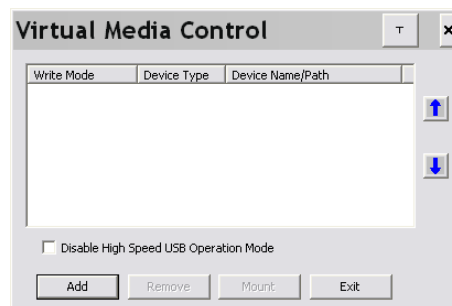 Virtual Media Control
Write Mode Device Type Device Name/Path
Disable High Speed USB Operation Mode
Add Remove Mount Exit